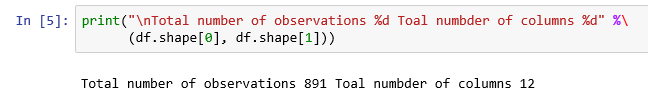 In [5]: print("\nTotal number of observations %d Toal numbder of columns %d" %\
(df.shape[0], df.shape[1]))
Total number of observations 891 Toal numbder of columns 12